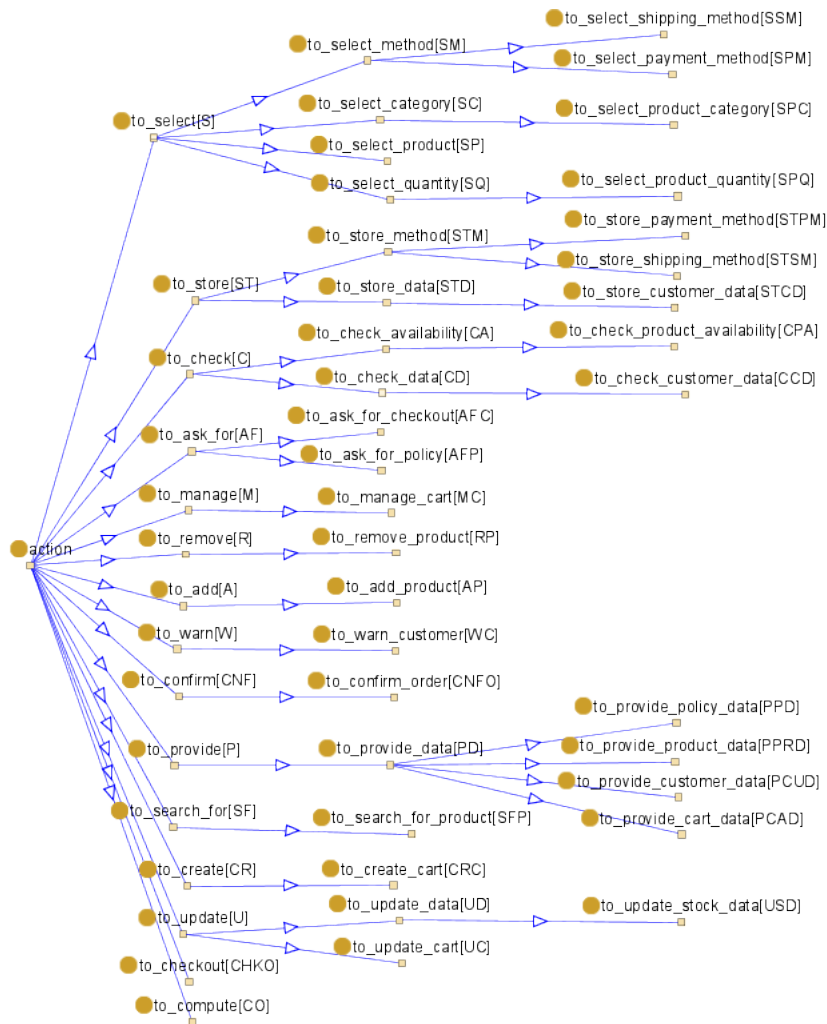 to_select_shipping_method[SSM]
to_select_method[SM]
to_select_payment_method[SPM]
to_select_category[SC]
to_select_product_category[SPC]
to_select[S]
to_select_product[SP]
to_select_quantity[SQ]
to_select_product_quantity[SPQ]
to_store_payment_method[STPM]
to_store_method[STM]
to_store_shipping_method[STSM]
to_store[ST]
to_store_data[STD]
to_store_customer_data[STCD]
to_check_availability[CA]
to_check_product_availability[CPA]
to_check[C]
to_check_data[CD]
to_check_customer_data[CCD]
to_ask_for_checkout[AFC]
to_ask_for[AF]
to_ask_for_policy[AFP]
to_manage[M]
to_manage_cart[MC]
to_remove[R]
to_remove_product[RP]
action
to_add[A]
to_add_product[AP]
to_warn[W]
to_warn_customer[WC]
to_confirm[CNF]
to_confirm_order[CNFO]
to_provide_policy_data[PPD]
to_provide[P]
to_provide_data[PD]
to_provide_product_data[PPRD]
to_provide_customer_data[PCUD]
to_search_for[SF]
to_search_for_product[SFP]
to_provide_cart_data[PCAD]
to_create[CR]
to_create_cart[CRC]
to_update[U]
to_update_data[UD]
to_update_stock_data[USD]
to_update_cart[UC]
to_checkout[CHKO]
to_compute[CO]